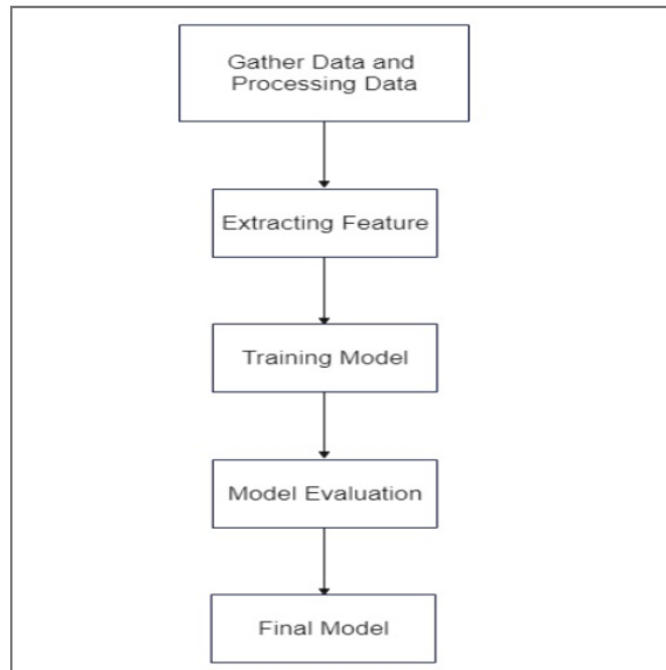 Gather Data and
Processing Data
Extracting Feature
Training Model
Model Evaluation
Final Model